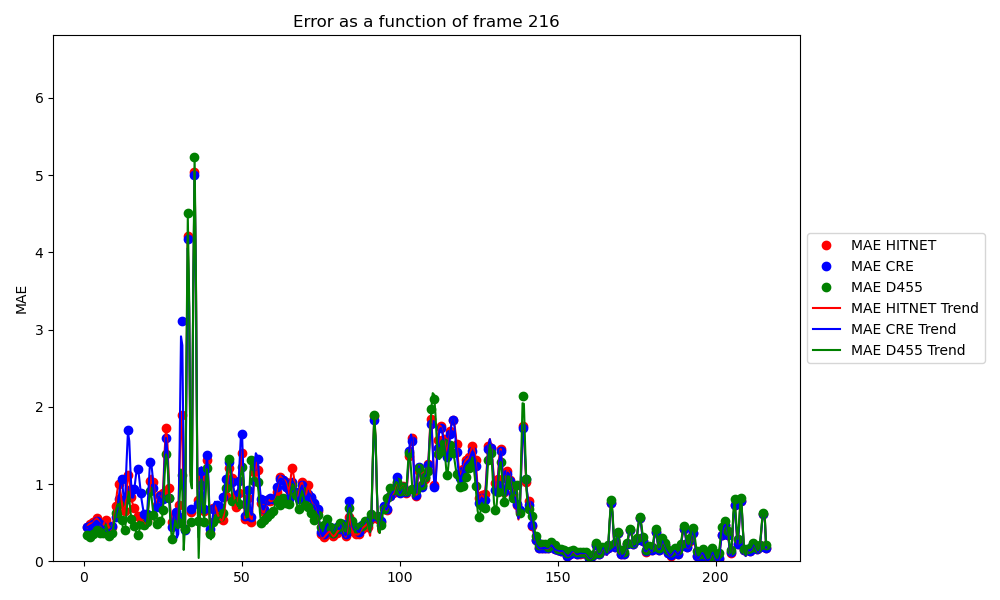 Error as a function of frame 216
MAE
6
5
4
3
2
1
0
0
50
100
150
200
MAE HITNET
MAE CRE
MAE D455
MAE HITNET Trend
MAE CRE Trend
MAE D455 Trend